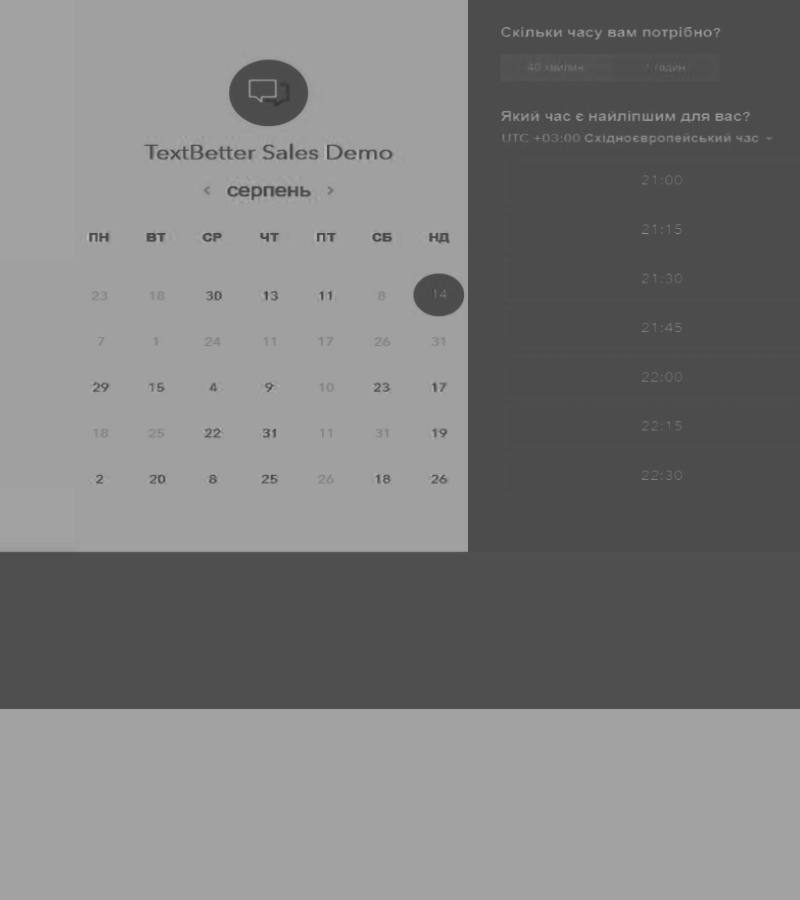 TextBetter Sales Demo
‹ серпень ›
ПН ВТ СР ЧТ ПТ СБ НД
23 18 30 13 11 8 14
7 1 24 11 17 26 31
29 15 4 9 10 23 17
18 25 22 31 11 31 19
2 20 8 25 26 18 26
Скільки часу вам потрібно?
40 хвилин 1 годин
Який час є найліпшим для вас?
UTC +03:00 Східноєвропейський час
21:00
21:15
21:30
21:45
22:00
22:15
22:30